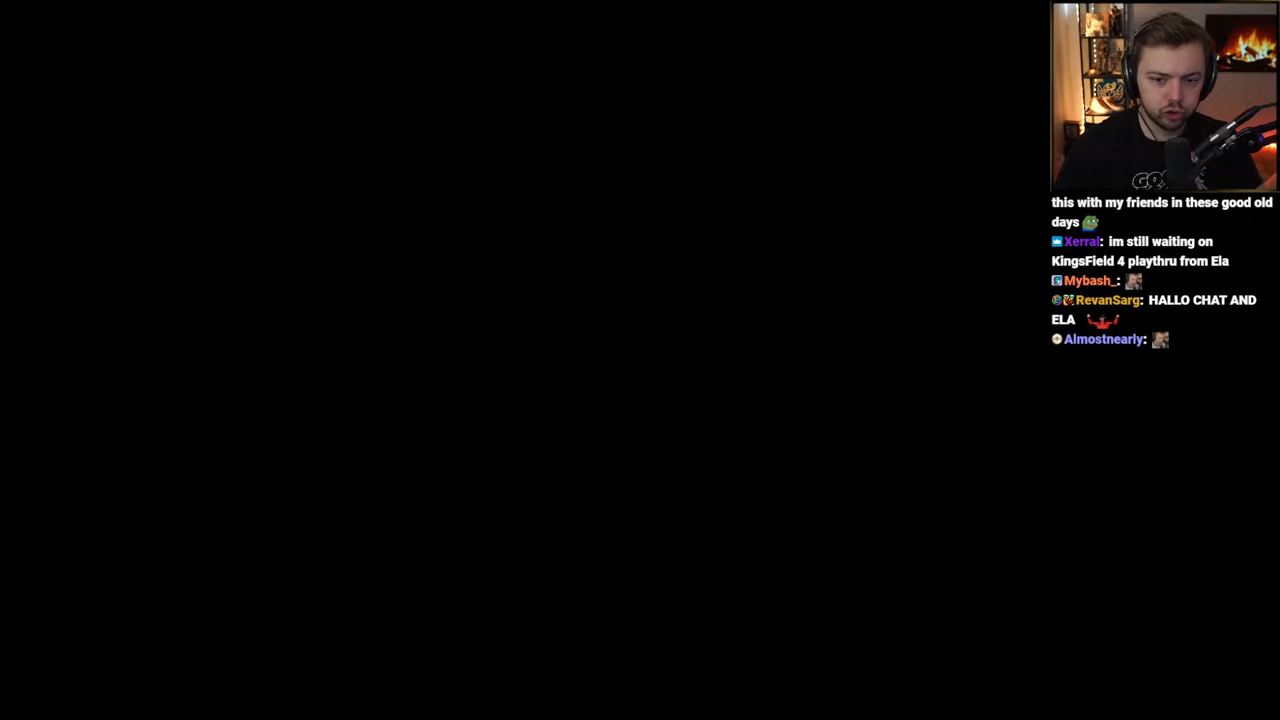 this with my friends in these good old
days
Xerral: im still waiting on
KingsField 4 playthru from Ela
Mybash_:
RevanSarg: HALLO CHAT AND
ELA
Almostnearly: